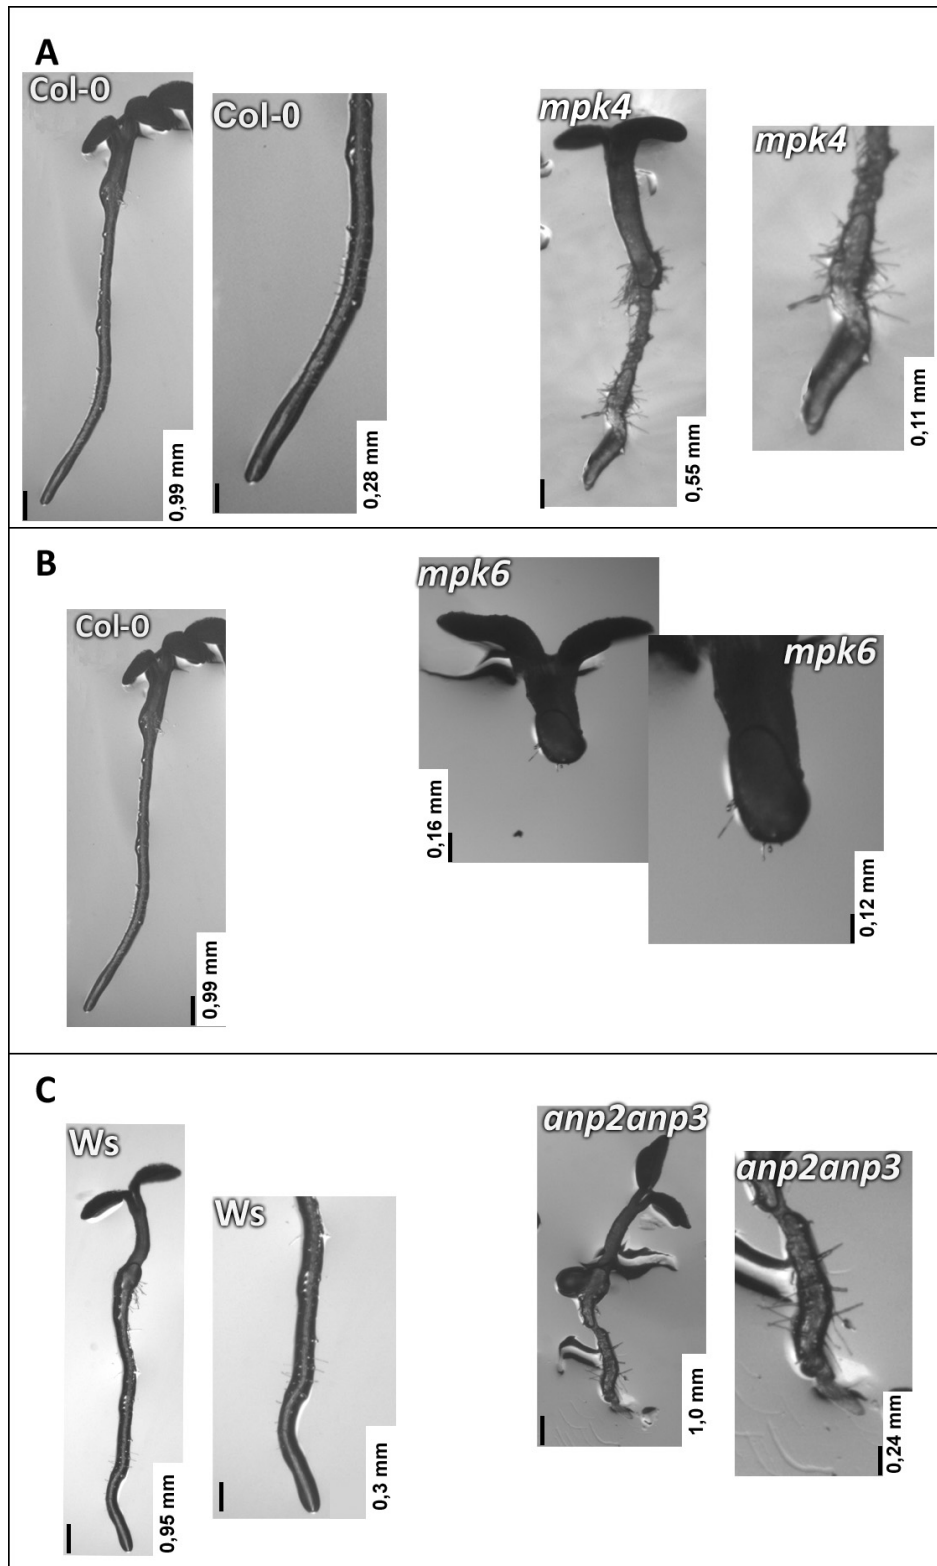 A
Col-0
Col-0
mpk4
mpk4
0,99 mm
0,28 mm
0,55 mm
0,11 mm
B
Col-0
mpk6
mpk6
0,99 mm
0,16 mm
0,12 mm
C
Ws
Ws
anp2anp3
anp2anp3
0,95 mm
0,3 mm
1,0 mm
0,24 mm